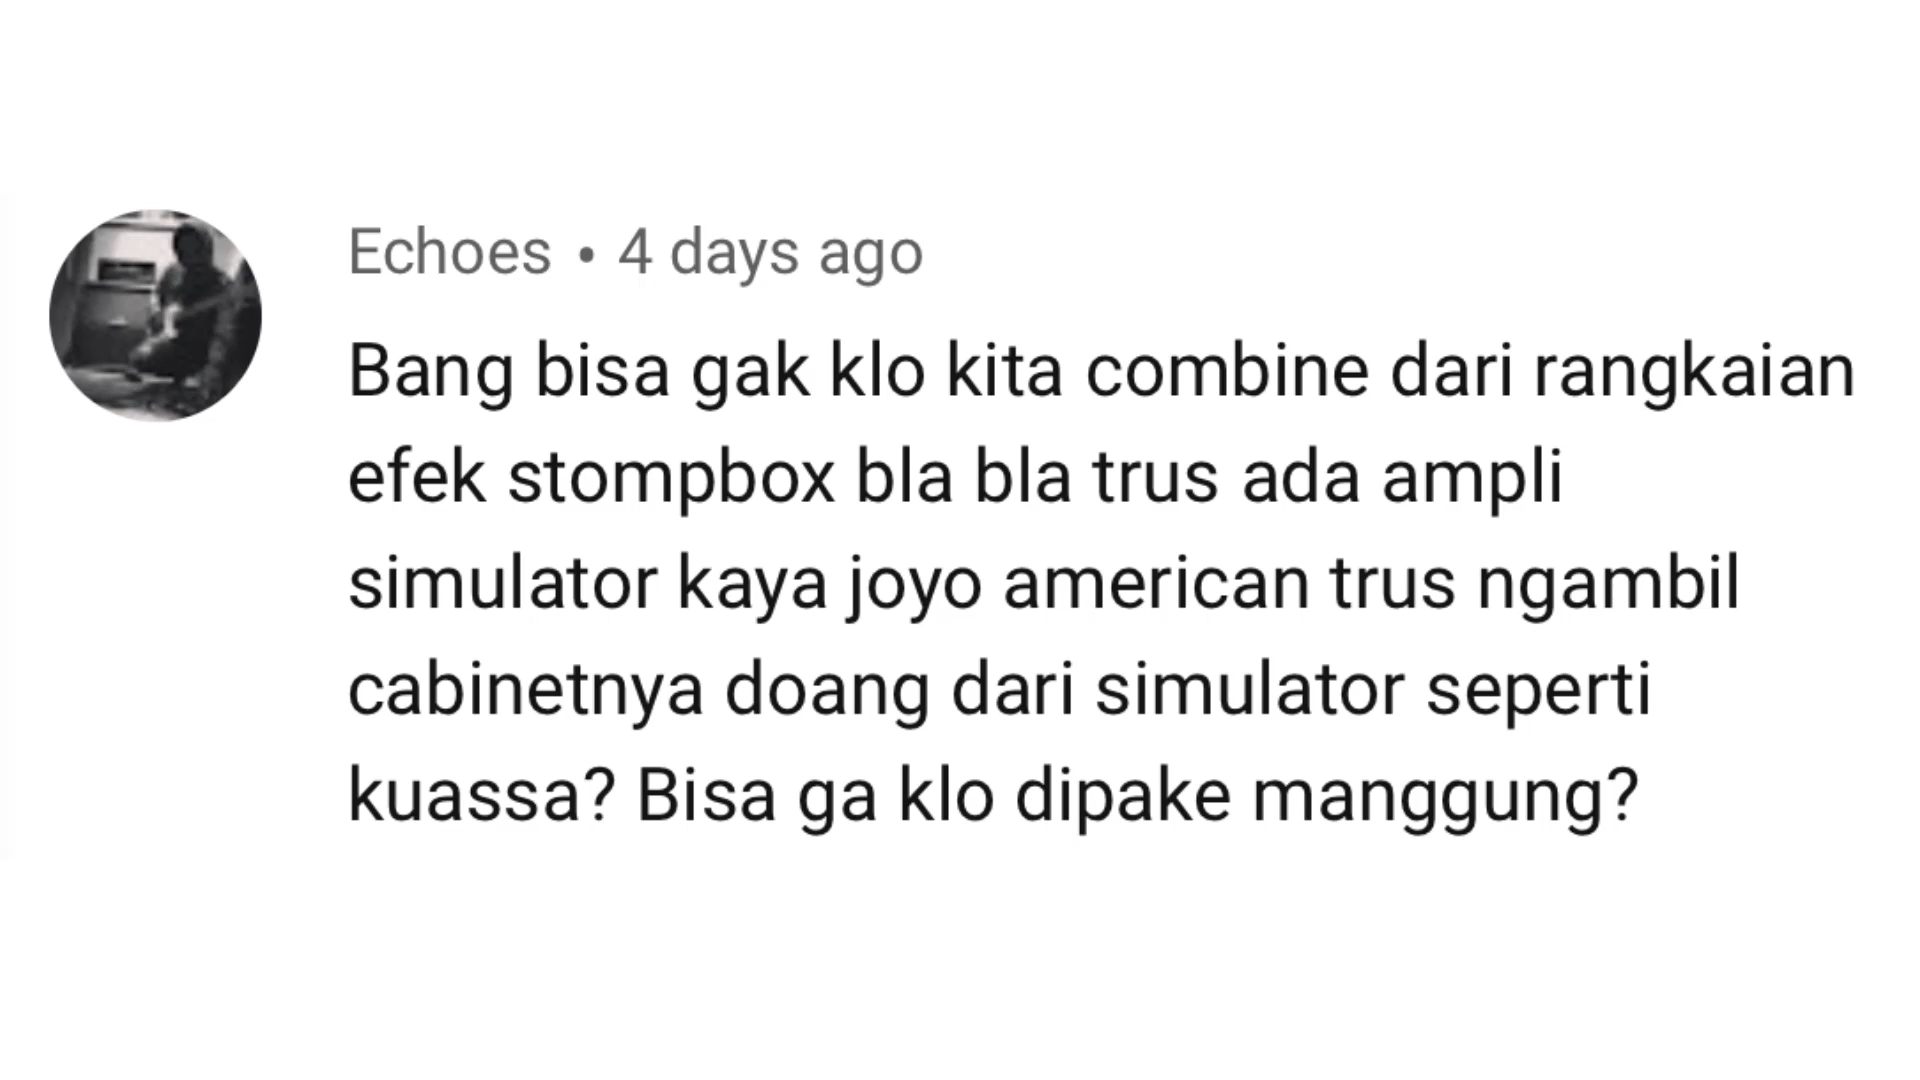 Echoes • 4 days ago
Bang bisa gak klo kita combine dari rangkaian
efek stompbox bla bla trus ada ampli
simulator kaya joyo american trus ngambil
cabinetnya doang dari simulator seperti
kuassa? Bisa ga klo dipake manggung?